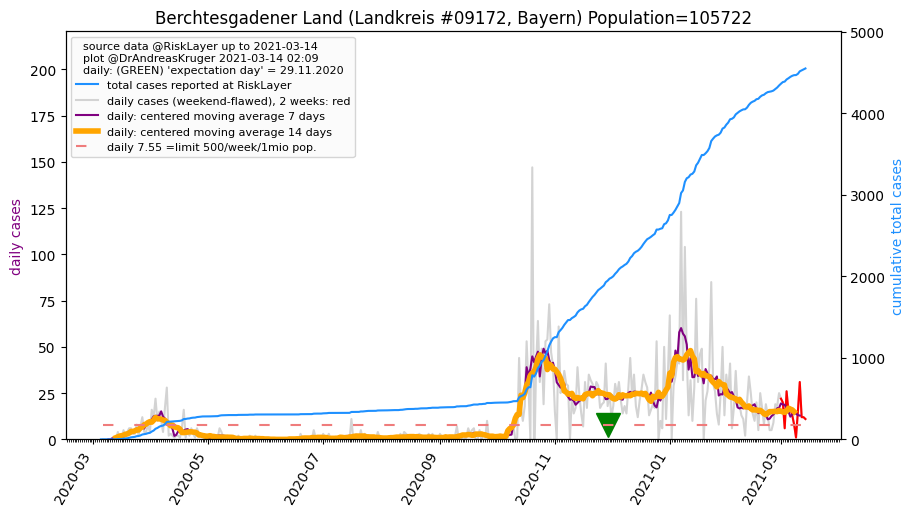 Berchtesgadener Land (Landkreis #09172, Bayern) Population=105722
source data @RiskLayer up to 2021-03-14
plot @DrAndreasKruger 2021-03-14 02:09
daily: (GREEN) 'expectation day' = 29.11.2020
total cases reported at RiskLayer
daily cases (weekend-flawed), 2 weeks: red
daily: centered moving average 7 days
daily: centered moving average 14 days
daily 7.55 =limit 500/week/1mio pop.
daily cases
200
175
150
125
100
75
50
25
0
5000
4000
3000
2000
1000
0
cumulative total cases
2020-03
2020-05
2020-07
2020-09
2020-11
2021-01
2021-03